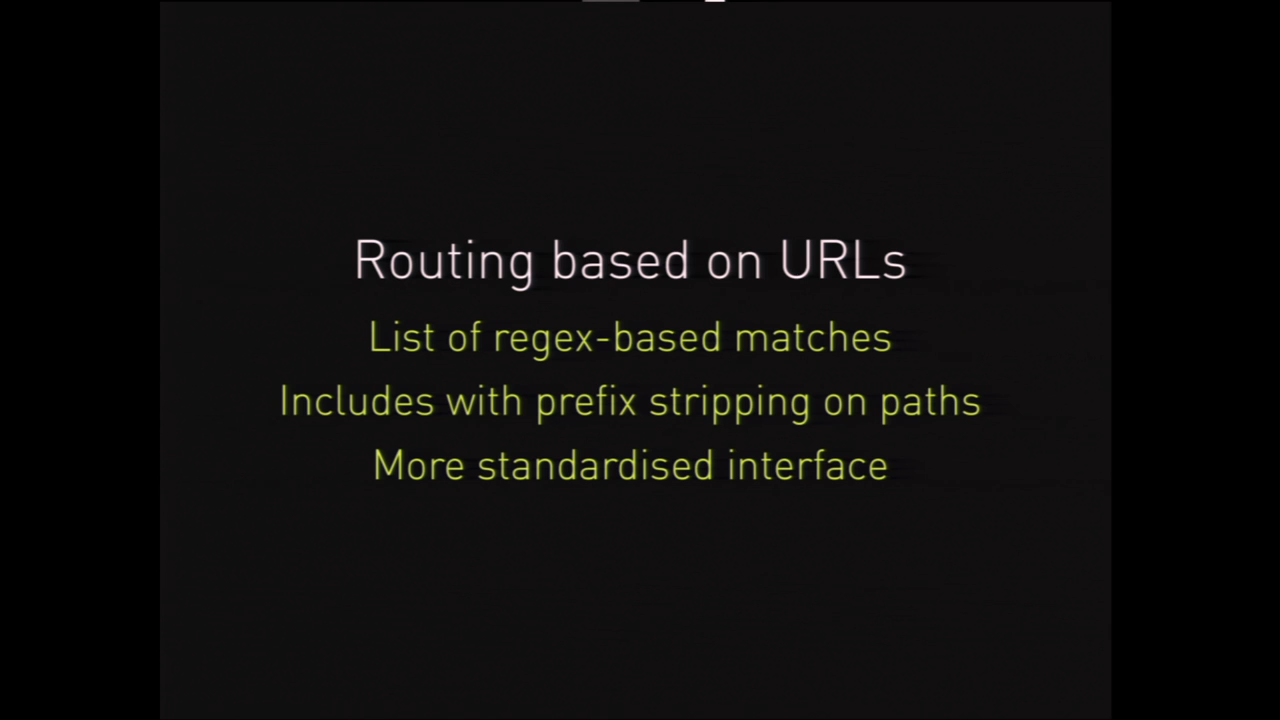 Routing based on URLs
List of regex-based matches
Includes with prefix stripping on paths
More standardised interface